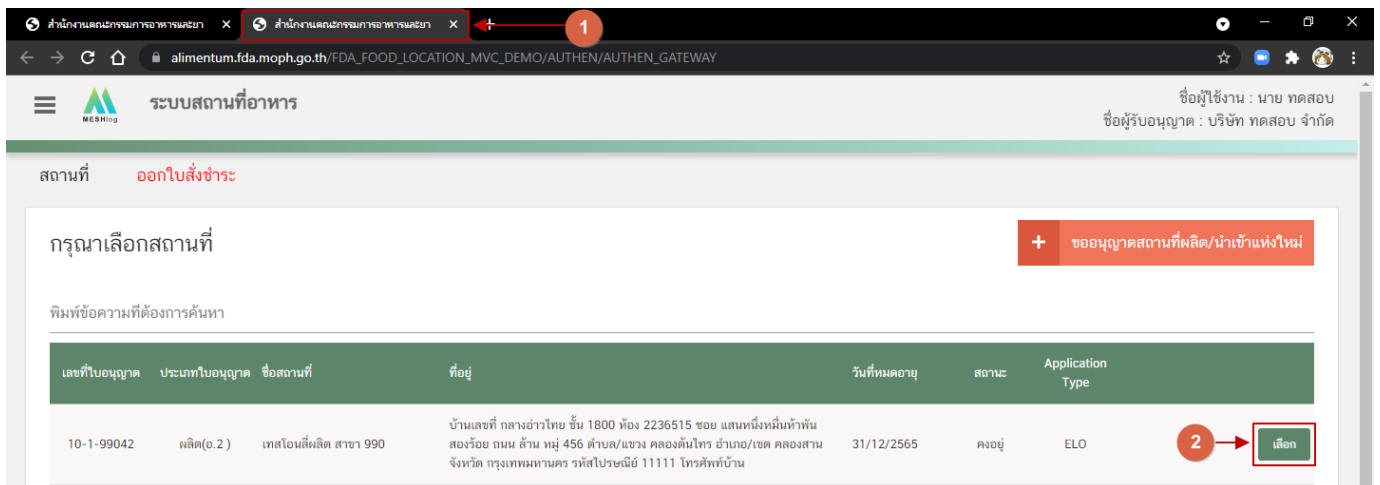 สำนักงานคณะกรรมการอาหารและยา
สำนักงานคณะกรรมการอาหารและยา
1
alimentum.fda.moph.go.th/FDA_FOOD_LOCATION_MVC_DEMO/AUTHEN/AUTHEN_GATEWAY
MESHlog
ระบบสถานที่อาหาร
ชื่อผู้ใช้งาน : นาย ทดสอบ
ชื่อผู้รับอนุญาต : บริษัท ทดสอบ จำกัด
สถานที่ ออกใบสั่งชำระ
กรุณาเลือกสถานที่
+ ขออนุญาตสถานที่ผลิต/นำเข้าแห่งใหม่
พิมพ์ข้อความที่ต้องการค้นหา
เลขที่ใบอนุญาต ประเภทใบอนุญาต ชื่อสถานที่ ที่อยู่ วันที่หมดอายุ สถานะ Application
Type
บ้านเลขที่ กลางอ่าวไทย ชั้น 1800 ห้อง 2236515 ซอย แสนหนึ่งหมื่นห้าพัน
10-1-99042 ผลิต(อ.2 ) เทสโอนลี่ผลิต สาขา 990 สองร้อย ถนน ล้าน หมู่ 456 ตำบล/แขวง คลองต้นไทร อำเภอ/เขต คลองสาน 31/12/2565 คงอยู่ ELO 2 เลือก
จังหวัด กรุงเทพมหานคร รหัสไปรษณีย์ 11111 โทรศัพท์บ้าน